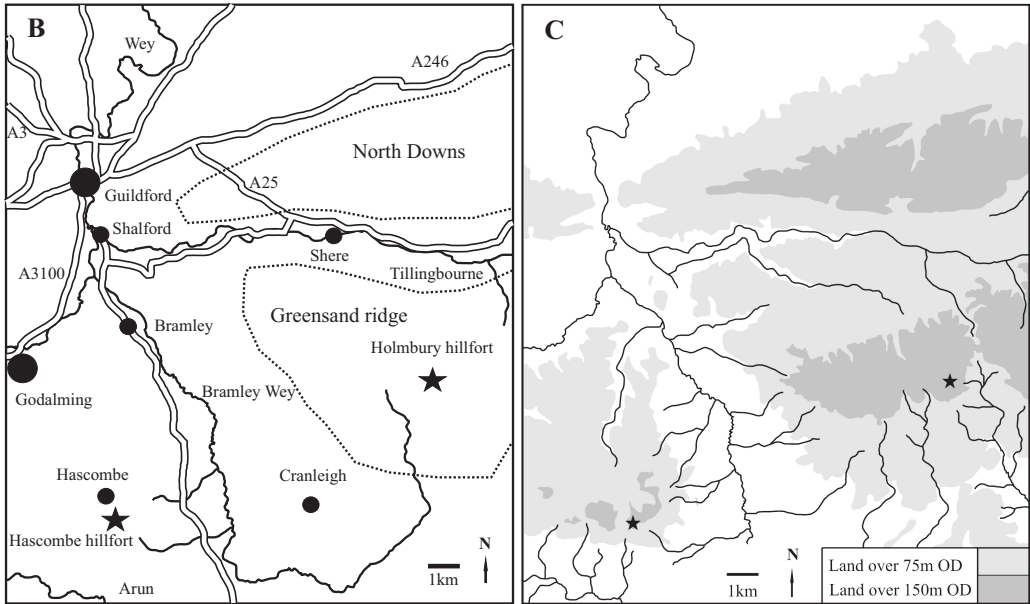 B
Wey
A246
A3
North Downs
A25
Guildford
Shalford
Shere
A3100
Tillingbourne
Greensand ridge
Bramley
Holmbury hillfort
Godalming
Bramley Wey
Hascombe
Cranleigh
Hascombe hillfort
N
1km
Arun
C
N
1km
Land over 75m OD
Land over 150m OD